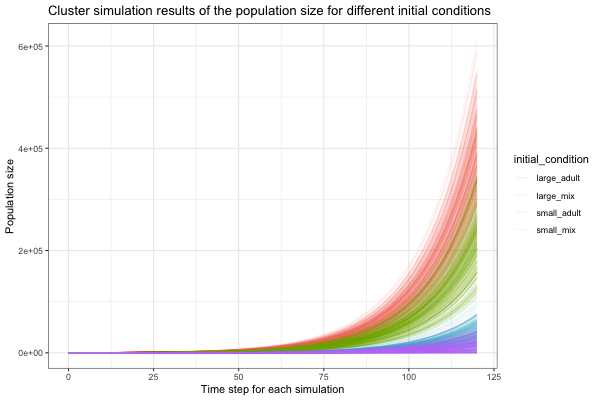 Cluster simulation results of the population size for different initial conditions
6e+05
4e+05
2e+05
0e+00
Population size
0
25
50
75
100
125
Time step for each simulation
initial_condition
large_adult
large_mix
small_adult
small_mix